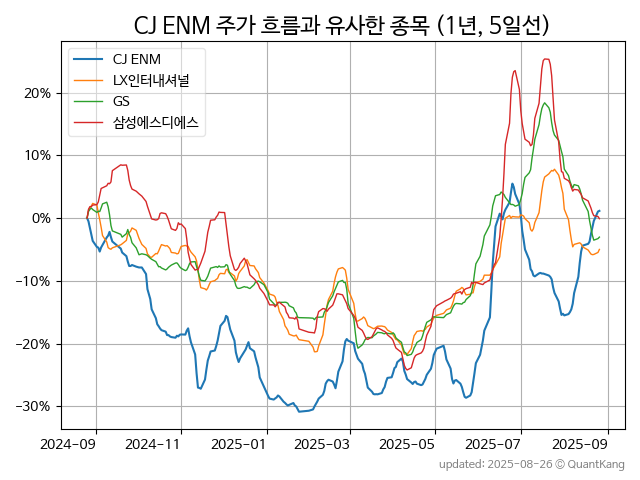 CJ ENM 주가 흐름과 유사한 종목 (1년, 5일선)
CJ ENM
LX인터내셔널
GS
삼성에스디에스
20%
10%
0%
−10%
−20%
−30%
2024-09 2024-11 2025-01 2025-03 2025-05 2025-07 2025-09
updated: 2025-08-26 © QuantKang